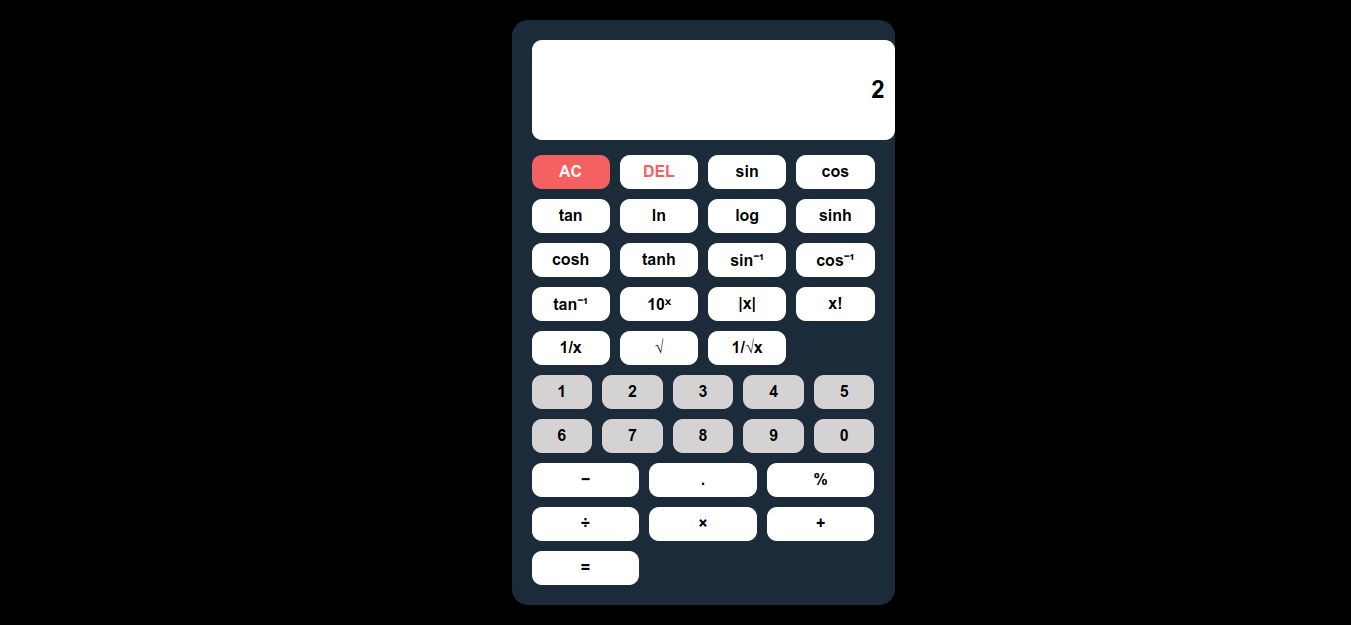 2
AC DEL sin cos
tan ln log sinh
cosh tanh sin⁻¹ cos⁻¹
tan⁻¹ 10ˣ |x| x!
1/x √ 1/√x
1 2 3 4 5
6 7 8 9 0
− . %
÷ × +
=